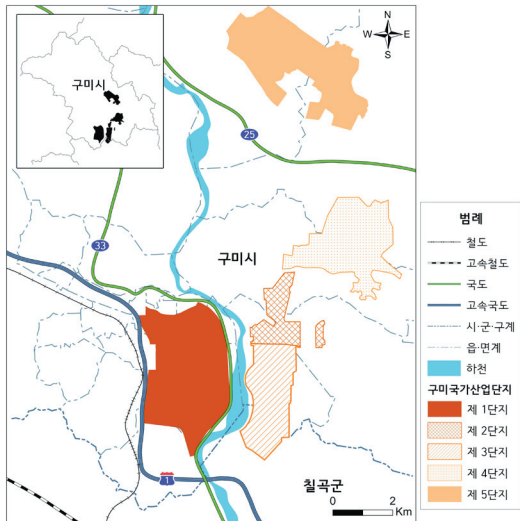 구미시
N
W E
S
25
33
구미시
칠곡군
1
0 2
Km
범례
철도
고속철도
국도
고속국도
시·군·구계
읍·면계
하천
구미국가산업단지
제 1단지
제 2단지
제 3단지
제 4단지
제 5단지